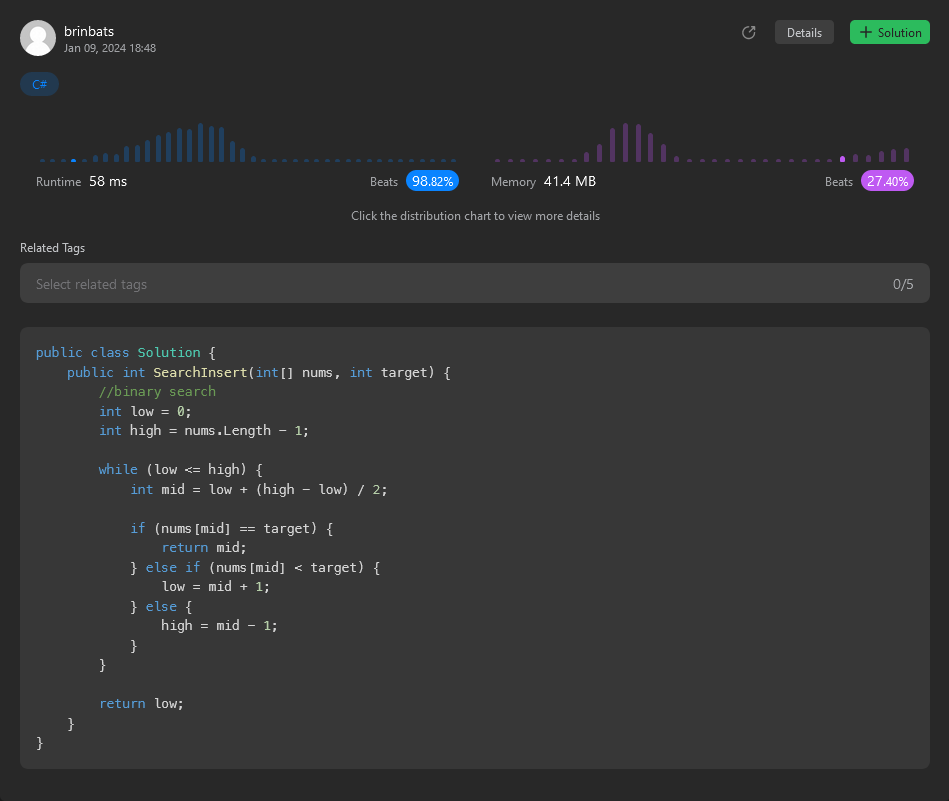 brinbats
Jan 09, 2024 18:48
Details
+ Solution
C#
Runtime 58 ms
Beats 98.82%
Memory 41.4 MB
Beats 27.40%
Click the distribution chart to view more details
Related Tags
Select related tags
0/5
public class Solution {
    public int SearchInsert(int[] nums, int target) {
        //binary search
        int low = 0;
        int high = nums.Length - 1;

        while (low <= high) {
            int mid = low + (high - low) / 2;

            if (nums[mid] == target) {
                return mid;
            } else if (nums[mid] < target) {
                low = mid + 1;
            } else {
                high = mid - 1;
            }
        }

        return low;
    }
}